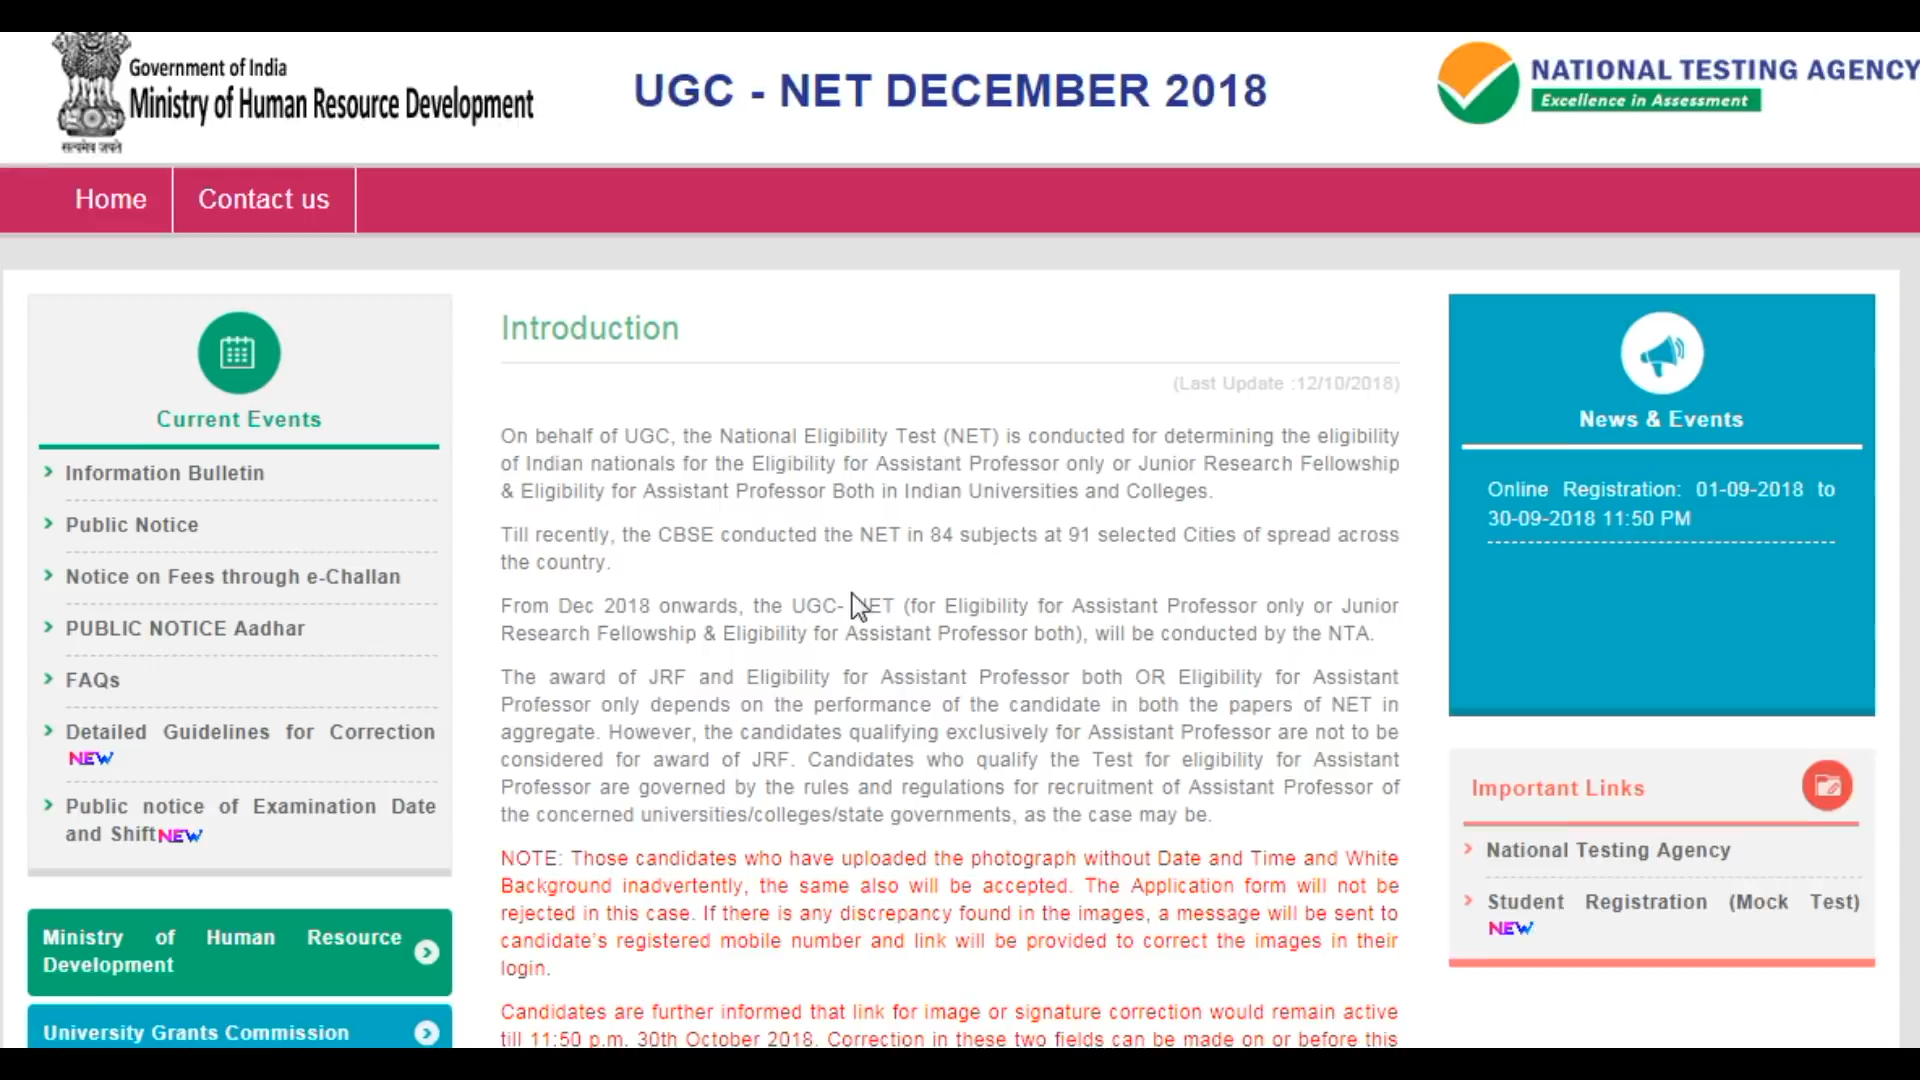 Government of India
Ministry of Human Resource Development
सत्यमेव जयते
UGC - NET DECEMBER 2018
NATIONAL TESTING AGENCY
Excellence in Assessment
Home
Contact us
Current Events
Information Bulletin
Public Notice
Notice on Fees through e-Challan
PUBLIC NOTICE Aadhar
FAQs
Detailed Guidelines for Correction
NEW
Public notice of Examination Date
and Shift NEW
Ministry of Human Resource
Development
University Grants Commission
Introduction
(Last Update :12/10/2018)
On behalf of UGC, the National Eligibility Test (NET) is conducted for determining the eligibility
of Indian nationals for the Eligibility for Assistant Professor only or Junior Research Fellowship
& Eligibility for Assistant Professor Both in Indian Universities and Colleges.
Till recently, the CBSE conducted the NET in 84 subjects at 91 selected Cities of spread across
the country.
From Dec 2018 onwards, the UGC- NET (for Eligibility for Assistant Professor only or Junior
Research Fellowship & Eligibility for Assistant Professor both), will be conducted by the NTA.
The award of JRF and Eligibility for Assistant Professor both OR Eligibility for Assistant
Professor only depends on the performance of the candidate in both the papers of NET in
aggregate. However, the candidates qualifying exclusively for Assistant Professor are not to be
considered for award of JRF. Candidates who qualify the Test for eligibility for Assistant
Professor are governed by the rules and regulations for recruitment of Assistant Professor of
the concerned universities/colleges/state governments, as the case may be.
NOTE: Those candidates who have uploaded the photograph without Date and Time and White
Background inadvertently, the same also will be accepted. The Application form will not be
rejected in this case. If there is any discrepancy found in the images, a message will be sent to
candidate's registered mobile number and link will be provided to correct the images in their
login.
Candidates are further informed that link for image or signature correction would remain active
till 11:50 p.m. 30th October 2018. Correction in these two fields can be made on or before this
News & Events
Online Registration: 01-09-2018 to
30-09-2018 11:50 PM
Important Links
National Testing Agency
Student Registration (Mock Test)
NEW